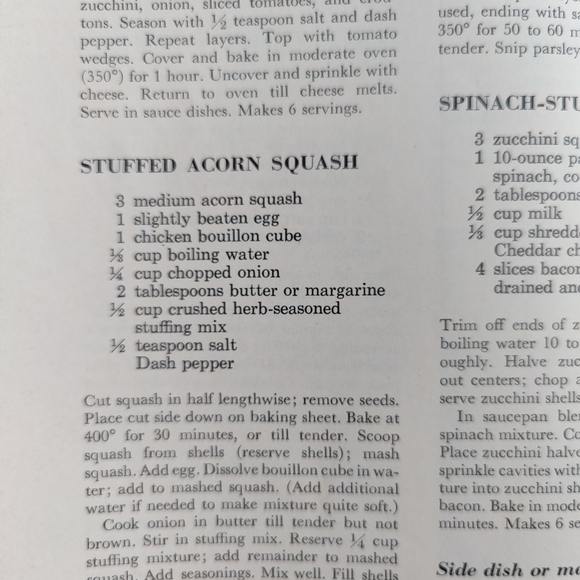 zucchini, onion, sliced tomatoes, and crou-
tons. Season with ½ teaspoon salt and dash
pepper. Repeat layers. Top with tomato
wedges. Cover and bake in moderate oven
(350°) for 1 hour. Uncover and sprinkle with
cheese. Return to oven till cheese melts.
Serve in sauce dishes. Makes 6 servings.
STUFFED ACORN SQUASH
3 medium acorn squash
1 slightly beaten egg
1 chicken bouillon cube
⅓ cup boiling water
¼ cup chopped onion
2 tablespoons butter or margarine
½ cup crushed herb-seasoned
stuffing mix
½ teaspoon salt
Dash pepper
Cut squash in half lengthwise; remove seeds.
Place cut side down on baking sheet. Bake at
400° for 30 minutes, or till tender. Scoop
squash from shells (reserve shells); mash
squash. Add egg. Dissolve bouillon cube in wa-
ter; add to mashed squash. (Add additional
water if needed to make mixture quite soft.)
Cook onion in butter till tender but not
brown. Stir in stuffing mix. Reserve ¼ cup
stuffing mixture; add remainder to mashed
squash. Add seasonings. Mix well. Fill shells
used, ending with
350° for 50 to 60
tender. Snip parsley
SPINACH-STU
3 zucchini sq
1 10-ounce
spinach, co
2 tablespoons
½ cup milk
⅓ cup shredd
Cheddar ch
4 slices bacon
drained an
Trim off ends of z
boiling water 10 to
oughly. Halve zuc
out centers; chop
serve zucchini shells
In saucepan blen
spinach mixture. Co
Place zucchini halve
sprinkle cavities with
ture into zucchini sh
bacon. Bake in mode
minutes. Makes 6 se
Side dish or